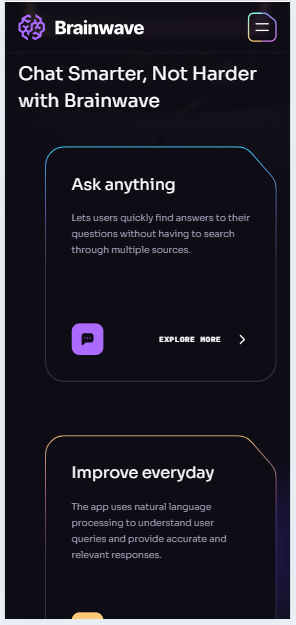 Brainwave
Chat Smarter, Not Harder
with Brainwave
Ask anything
Lets users quickly find answers to their
questions without having to search
through multiple sources.
EXPLORE MORE
Improve everyday
The app uses natural language
processing to understand user
queries and provide accurate and
relevant responses.